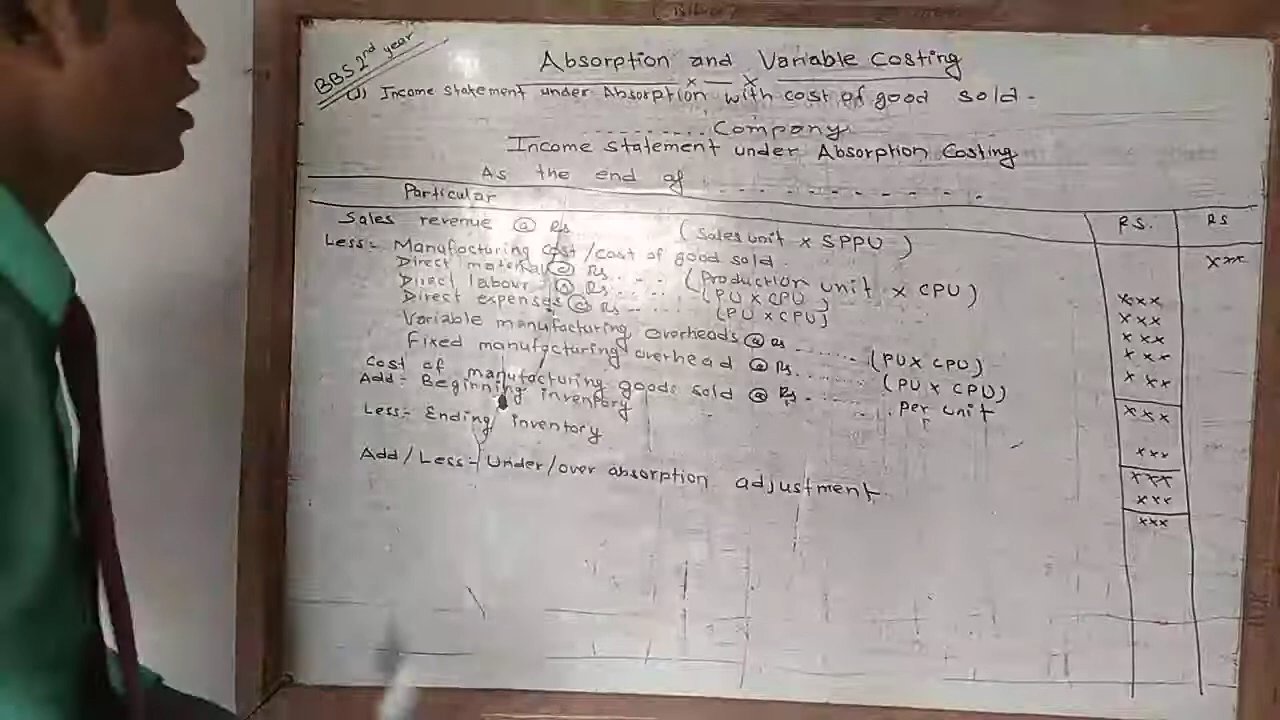 BBS 2nd year
Absorption and Variable Costing
(1) Income statement under Absorption with cost of good sold.
.......... Company
Income statement under Absorption Costing
As the end of ..............
Particular RS. RS
Sales revenue @ Rs (Sales unit x SPPU) xxx
Less:- Manufacturing cost/cost of good sold.
Direct material @ Rs .... (Production unit x CPU) xxx
Direct labour @ Rs ..... (PU x CPU) xxx
Direct expenses @ Rs ..... (PU x CPU) xxx
Variable manufacturing overheads @ Rs ....... (PU x CPU) xxx
Fixed manufacturing overhead @ Rs. ....... (PU x CPU) xxx
Cost of manufacturing goods sold @ Rs ....... per unit xxx
Add:- Beginning inventory
Less:- Ending inventory xxx
xxx
Add/Less:- Under/over absorption adjustment xxx
xxx